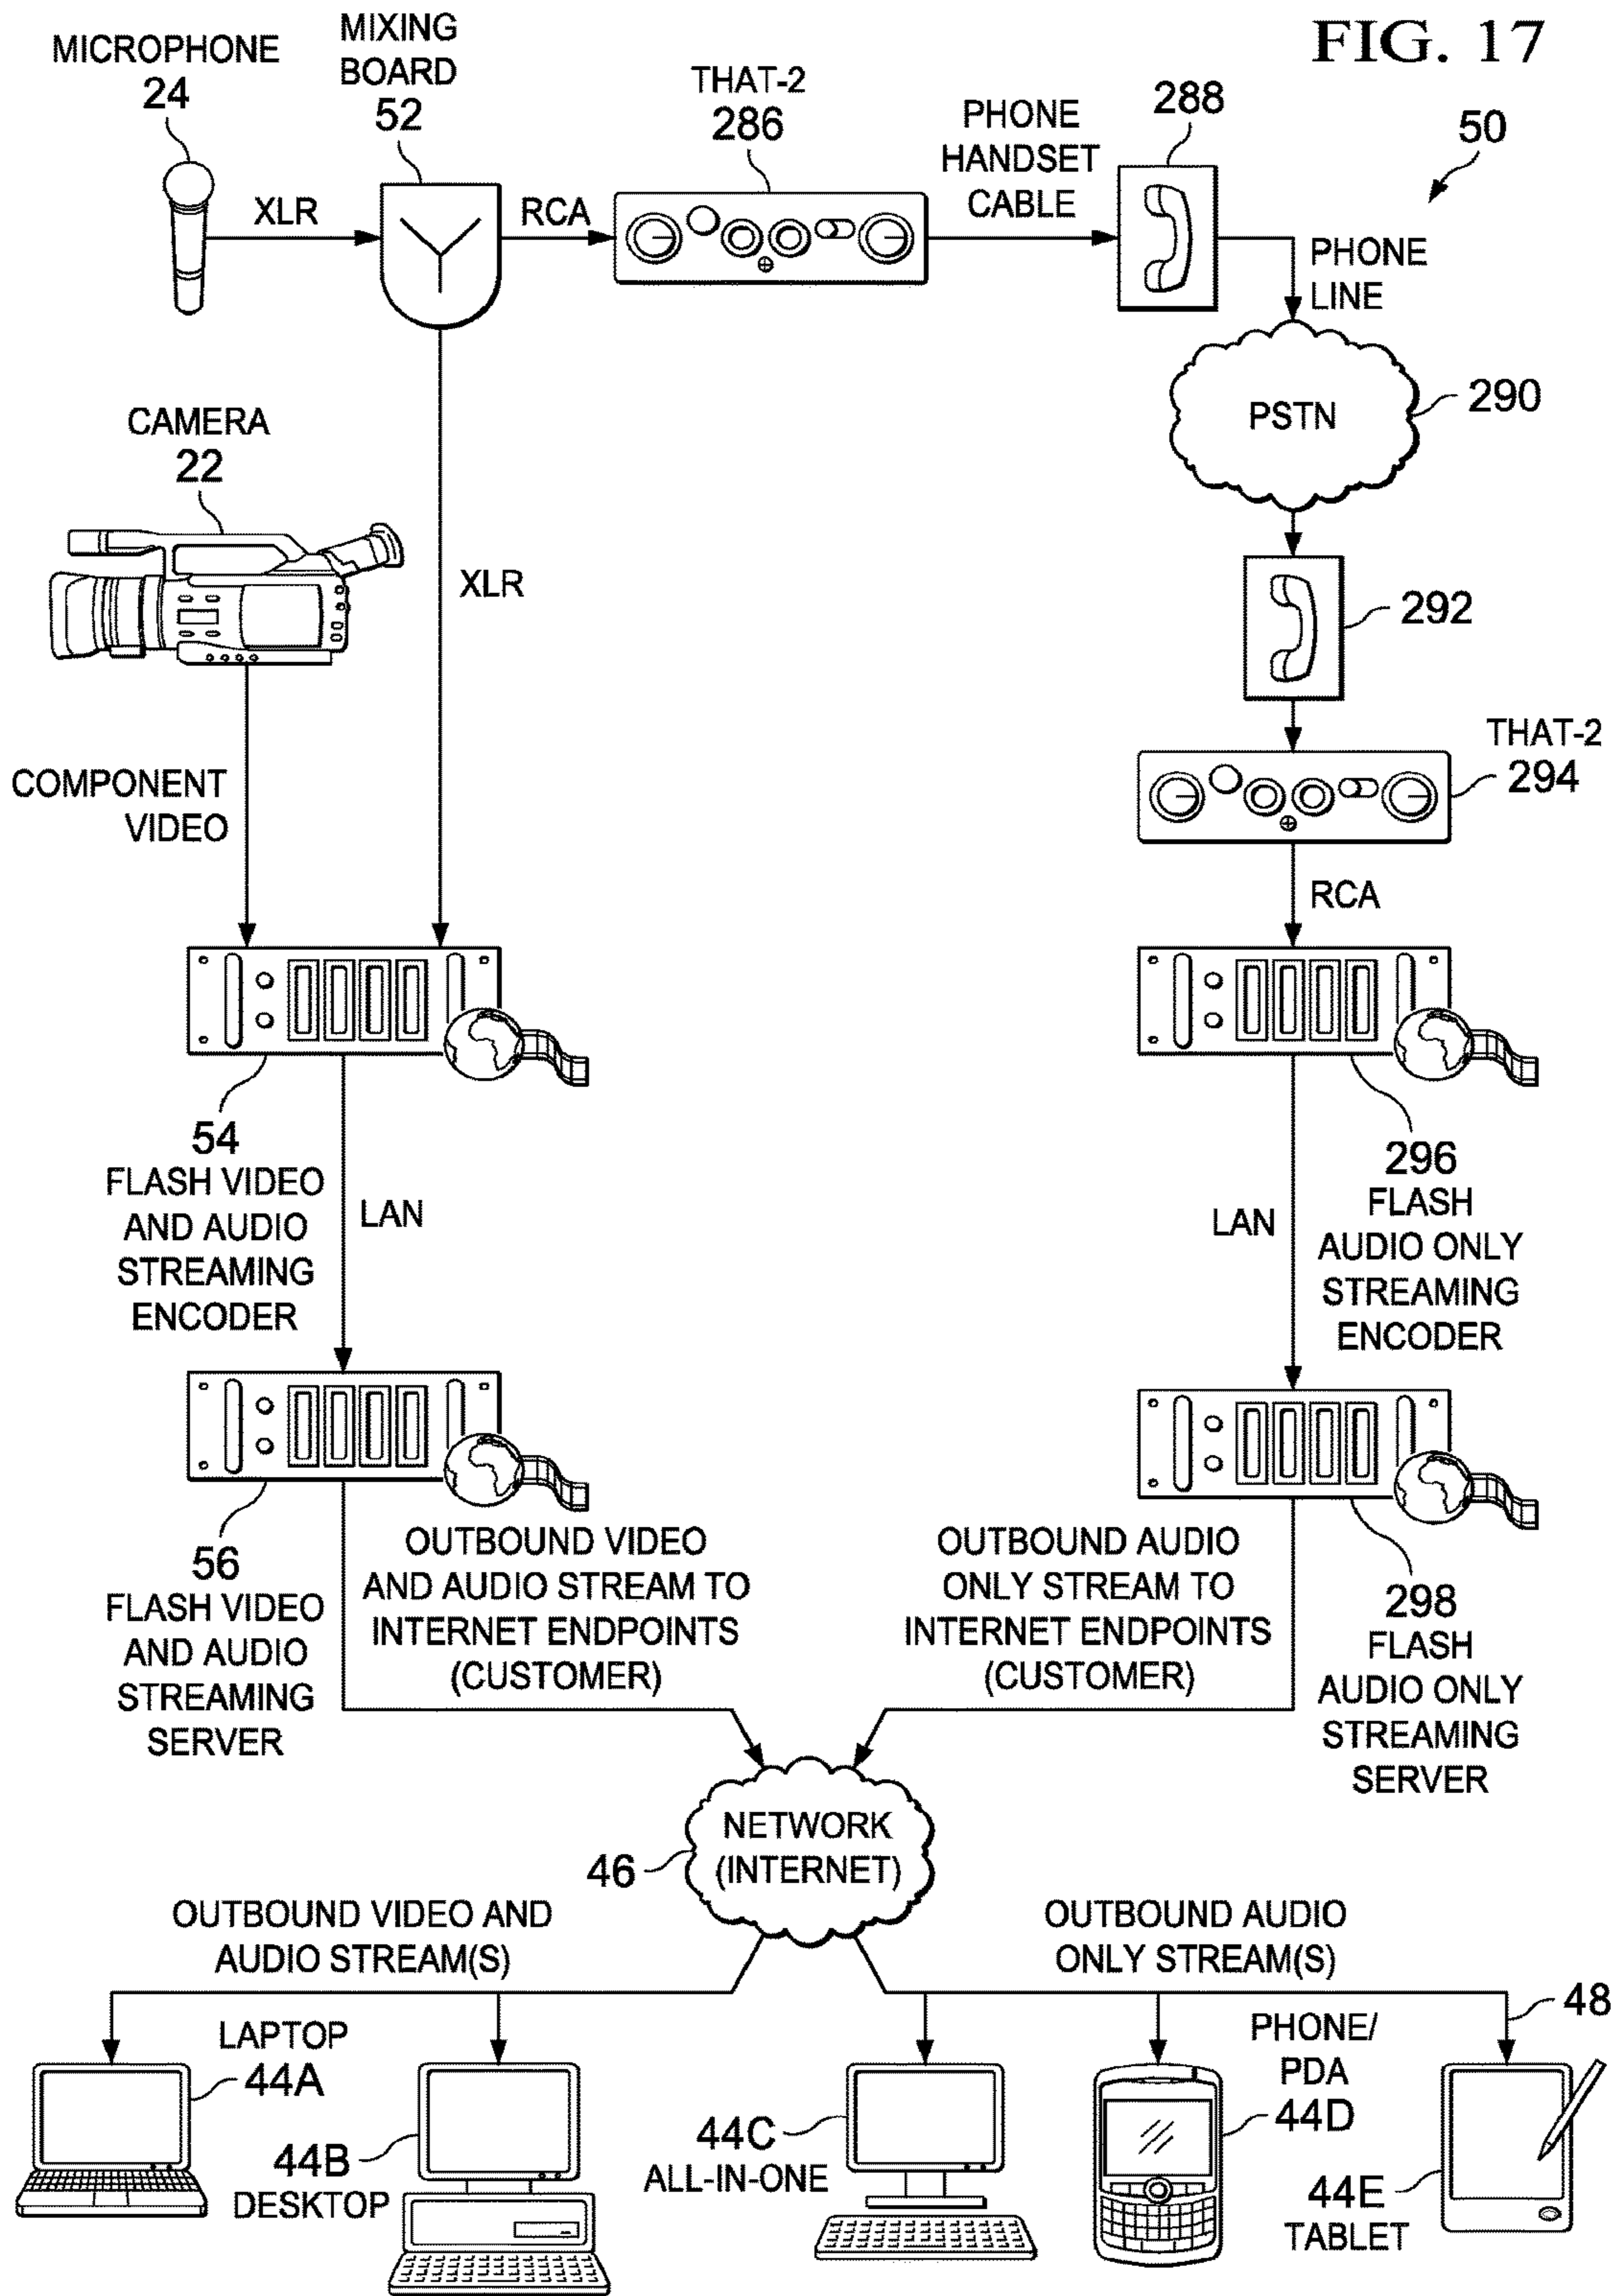 FIG. 17
MICROPHONE
24
MIXING
BOARD
52
THAT-2
286
PHONE
HANDSET
CABLE
288
50
XLR
RCA
PHONE
LINE
PSTN
290
CAMERA
22
XLR
292
COMPONENT
VIDEO
THAT-2
294
RCA
54
FLASH VIDEO
AND AUDIO
STREAMING
ENCODER
LAN
LAN
296
FLASH
AUDIO ONLY
STREAMING
ENCODER
56
FLASH VIDEO
AND AUDIO
STREAMING
SERVER
OUTBOUND VIDEO
AND AUDIO STREAM TO
INTERNET ENDPOINTS
(CUSTOMER)
OUTBOUND AUDIO
ONLY STREAM TO
INTERNET ENDPOINTS
(CUSTOMER)
298
FLASH
AUDIO ONLY
STREAMING
SERVER
NETWORK
(INTERNET)
46
OUTBOUND VIDEO AND
AUDIO STREAM(S)
OUTBOUND AUDIO
ONLY STREAM(S)
48
LAPTOP
44A
44B
DESKTOP
44C
ALL-IN-ONE
PHONE/
PDA
44D
44E
TABLET